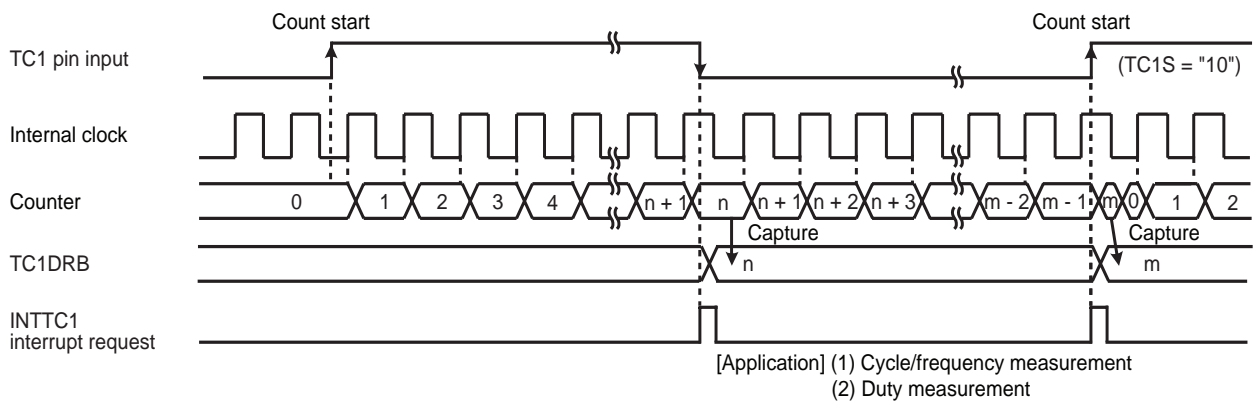 Count start
Count start
TC1 pin input
(TC1S = "10")
Internal clock
Counter
0 1 2 3 4 n + 1 n n + 1 n + 2 n + 3 m - 2 m - 1 m 0 1 2
Capture
Capture
TC1DRB
n
m
INTTC1
interrupt request
[Application] (1) Cycle/frequency measurement
(2) Duty measurement